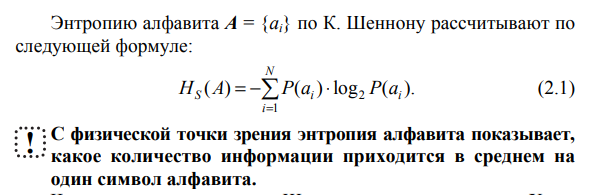 Энтропию алфавита A = {aᵢ} по К. Шеннону рассчитывают по
следующей формуле:
H_S(A) = −∑_{i=1}^{N} P(aᵢ) · log₂ P(aᵢ). (2.1)
! С физической точки зрения энтропия алфавита показывает,
какое количество информации приходится в среднем на
один символ алфавита.